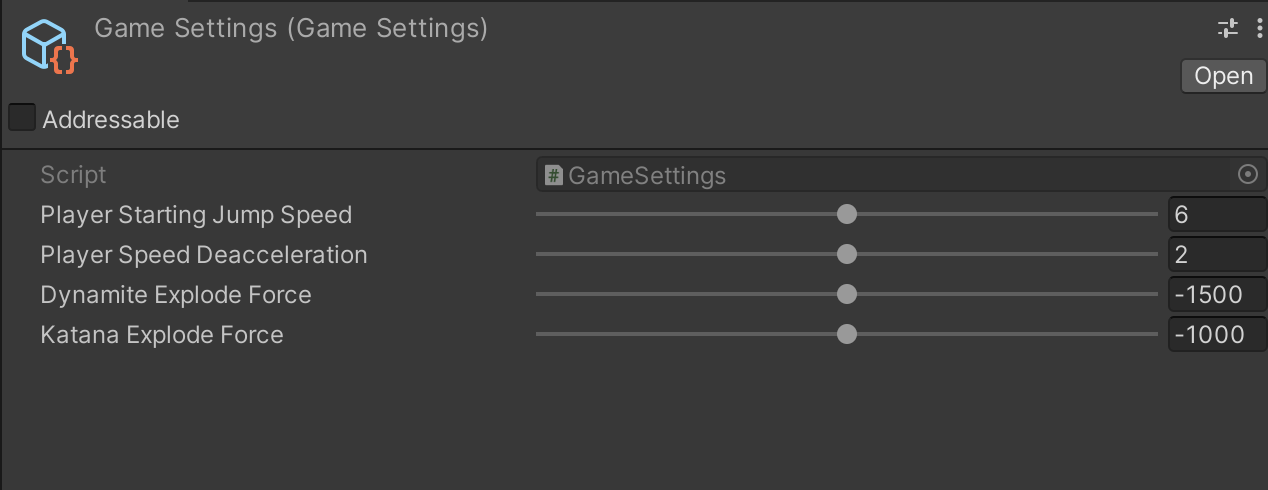 Game Settings (Game Settings)
Open
Addressable
Script # GameSettings
Player Starting Jump Speed 6
Player Speed Deacceleration 2
Dynamite Explode Force -1500
Katana Explode Force -1000